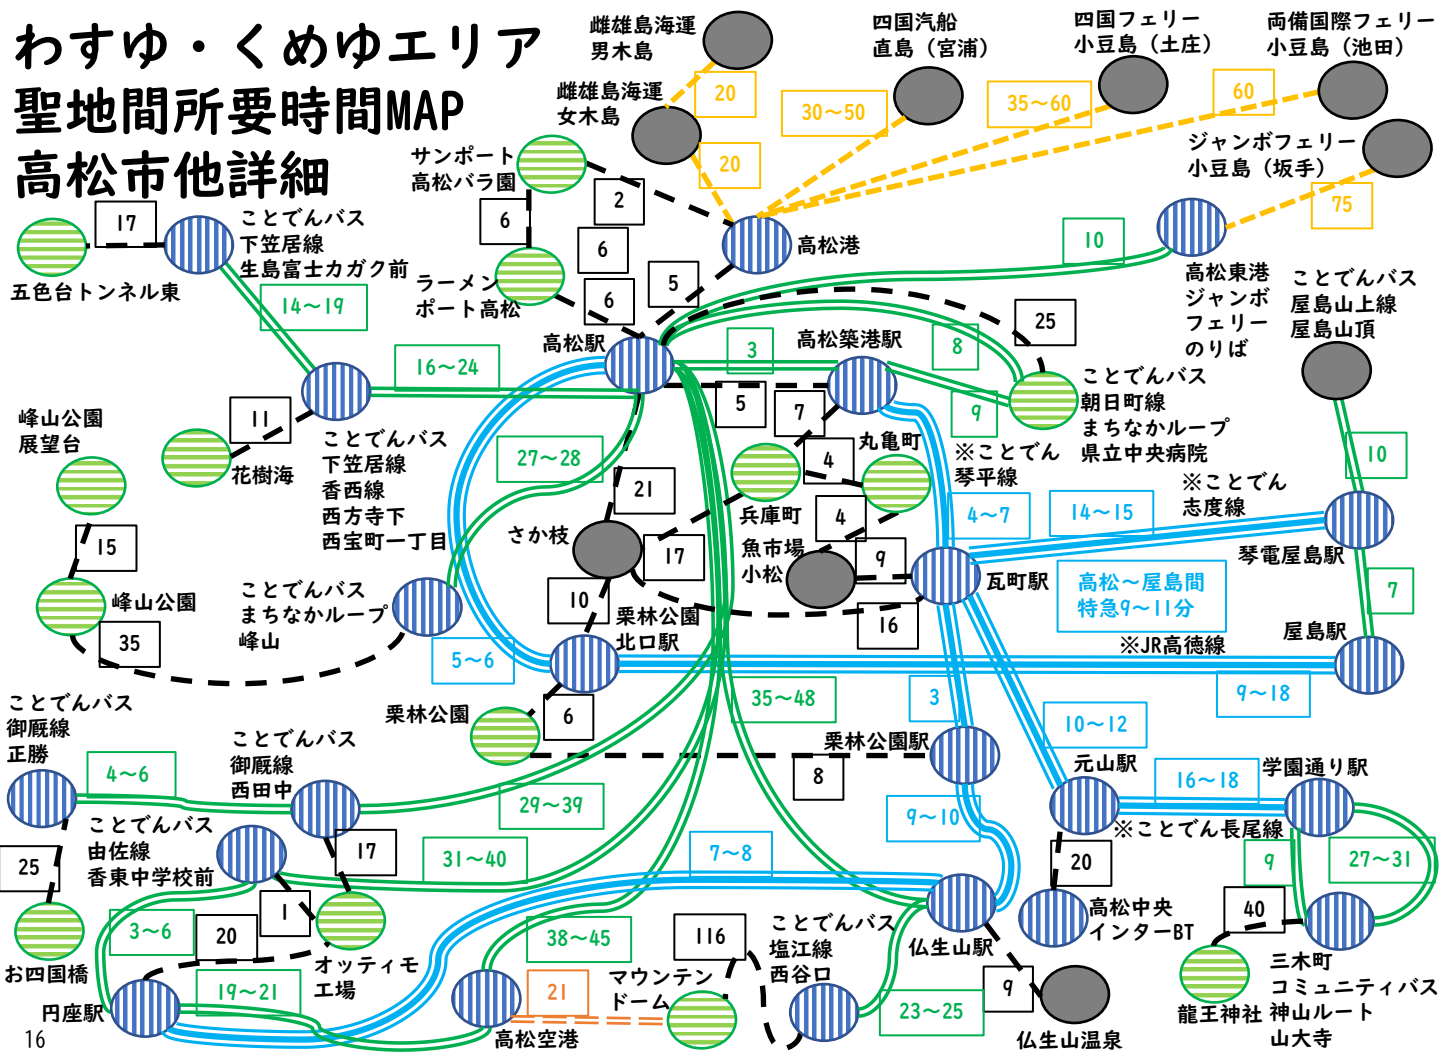 わすゆ・くめゆエリア
聖地間所要時間MAP
高松市他詳細
雌雄島海運
男木島
雌雄島海運
女木島
四国汽船
直島（宮浦）
四国フェリー
小豆島（土庄）
両備国際フェリー
小豆島（池田）
ジャンボフェリー
小豆島（坂手）
20
20
30～50
35～60
60
75
サンポート
高松バラ園
2
6
6
6
5
高松港
10
高松東港
ジャンボ
フェリー
のりば
ことでんバス
屋島山上線
屋島山頂
17
五色台トンネル東
ことでんバス
下笠居線
生島富士カガク前
14～19
ラーメン
ポート高松
高松駅
16～24
3
高松築港駅
8
25
5
7
9
ことでんバス
朝日町線
まちなかループ
県立中央病院
峰山公園
展望台
11
花樹海
ことでんバス
下笠居線
香西線
西方寺下
西宝町一丁目
27～28
21
さか枝
4
丸亀町
兵庫町
4
魚市場
小松
9
17
16
※ことでん
琴平線
4～7
14～15
※ことでん
志度線
10
琴電屋島駅
7
瓦町駅
高松～屋島間
特急9～11分
※JR高徳線
屋島駅
15
峰山公園
35
ことでんバス
まちなかループ
峰山
5～6
10
栗林公園
北口駅
栗林公園
6
35～48
3
9～18
栗林公園駅
8
10～12
元山駅
16～18
学園通り駅
※ことでん長尾線
9
27～31
ことでんバス
御厩線
正勝
4～6
ことでんバス
御厩線
西田中
29～39
ことでんバス
由佐線
香東中学校前
25
17
31～40
7～8
9～10
20
高松中央
インターBT
40
龍王神社
三木町
コミュニティバス
神山ルート
山大寺
お四国橋
3～6
20
1
オッティモ
工場
19～21
円座駅
38～45
21
高松空港
マウンテン
ドーム
116
ことでんバス
塩江線
西谷口
23～25
仏生山駅
9
仏生山温泉
16